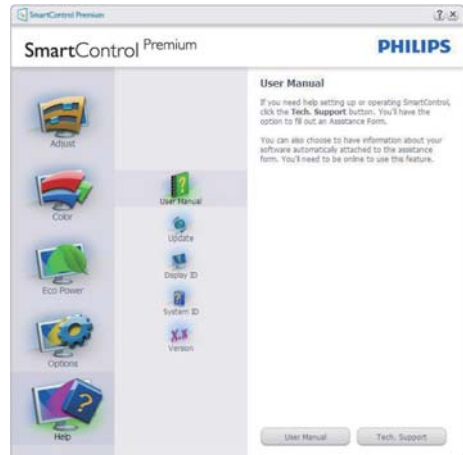 SmartControl Premium
SmartControl Premium
PHILIPS
Adjust
Color
Eco Power
Options
Help
User Manual
Update
Display ID
System ID
X.X
Version
User Manual
If you need help setting up or operating SmartControl,
click the Tech. Support button. You'll have the
option to fill out an Assistance Form.
You can also choose to have information about your
software automatically attached to the assistance
form. You'll need to be online to use this feature.
User Manual
Tech. Support